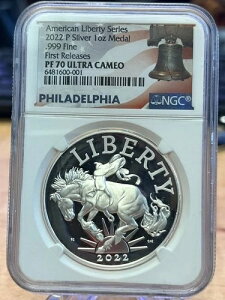 American Liberty Series
2022 P Silver 1oz Medal
.999 Fine
First Releases
PF 70 ULTRA CAMEO
6481600-001
PHILADELPHIA
NGC
LIBERTY
2022